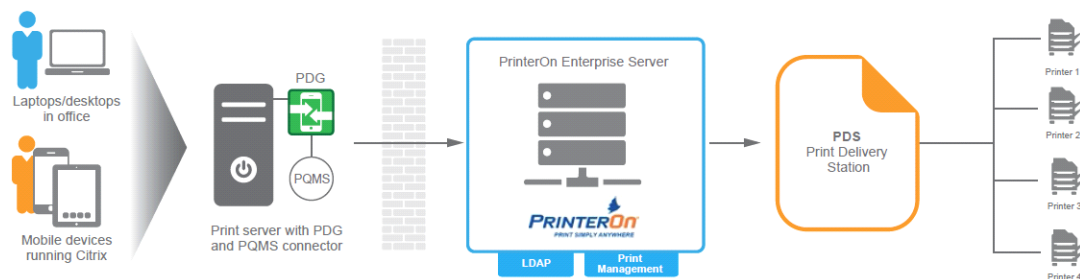 Laptops/desktops
in office
Mobile devices
running Citrix
PDG
PQMS
Print server with PDG
and PQMS connector
PrinterOn Enterprise Server
PRINTERON
PRINT SIMPLY ANYWHERE
LDAP
Print
Management
PDS
Print Delivery
Station
Printer 1
Printer 2
Printer 3
Printer 4